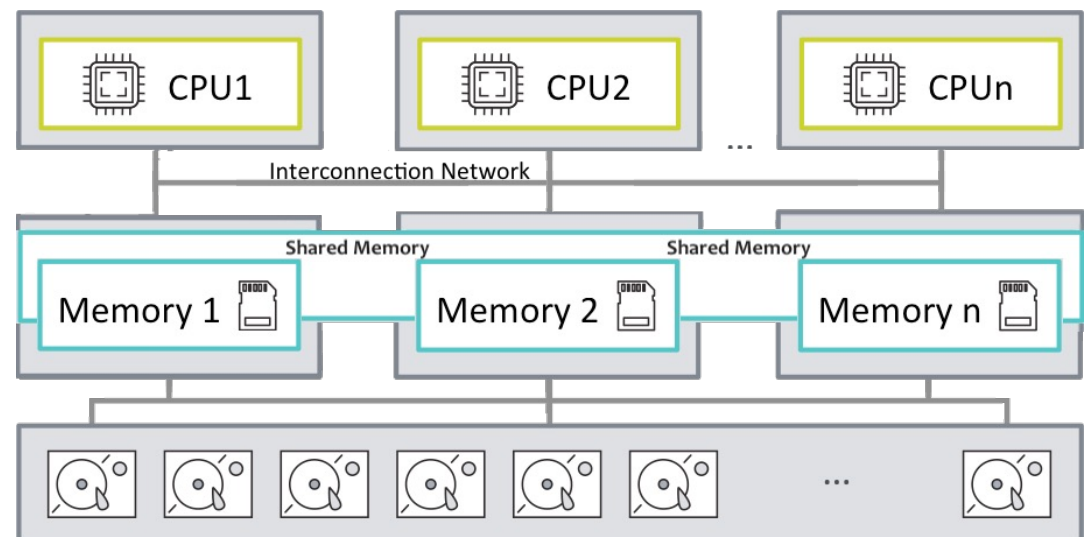 CPU1
CPU2
CPUn
...
Interconnection Network
Shared Memory
Shared Memory
Memory 1
Memory 2
Memory n
...